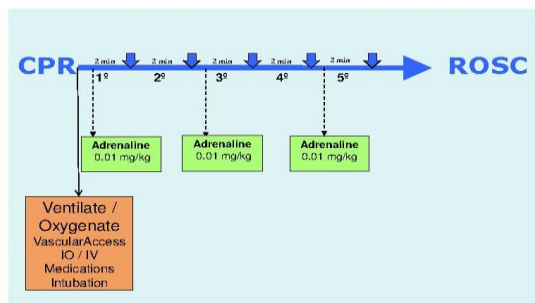 CPR
2 min 2 min 2 min 2 min 2 min
ROSC
1º 2º 3º 4º 5º
Adrenaline
0.01 mg/kg
Adrenaline
0.01 mg/kg
Adrenaline
0.01 mg/kg
Ventilate /
Oxygenate
VascularAccess
IO / IV
Medications
Intubation